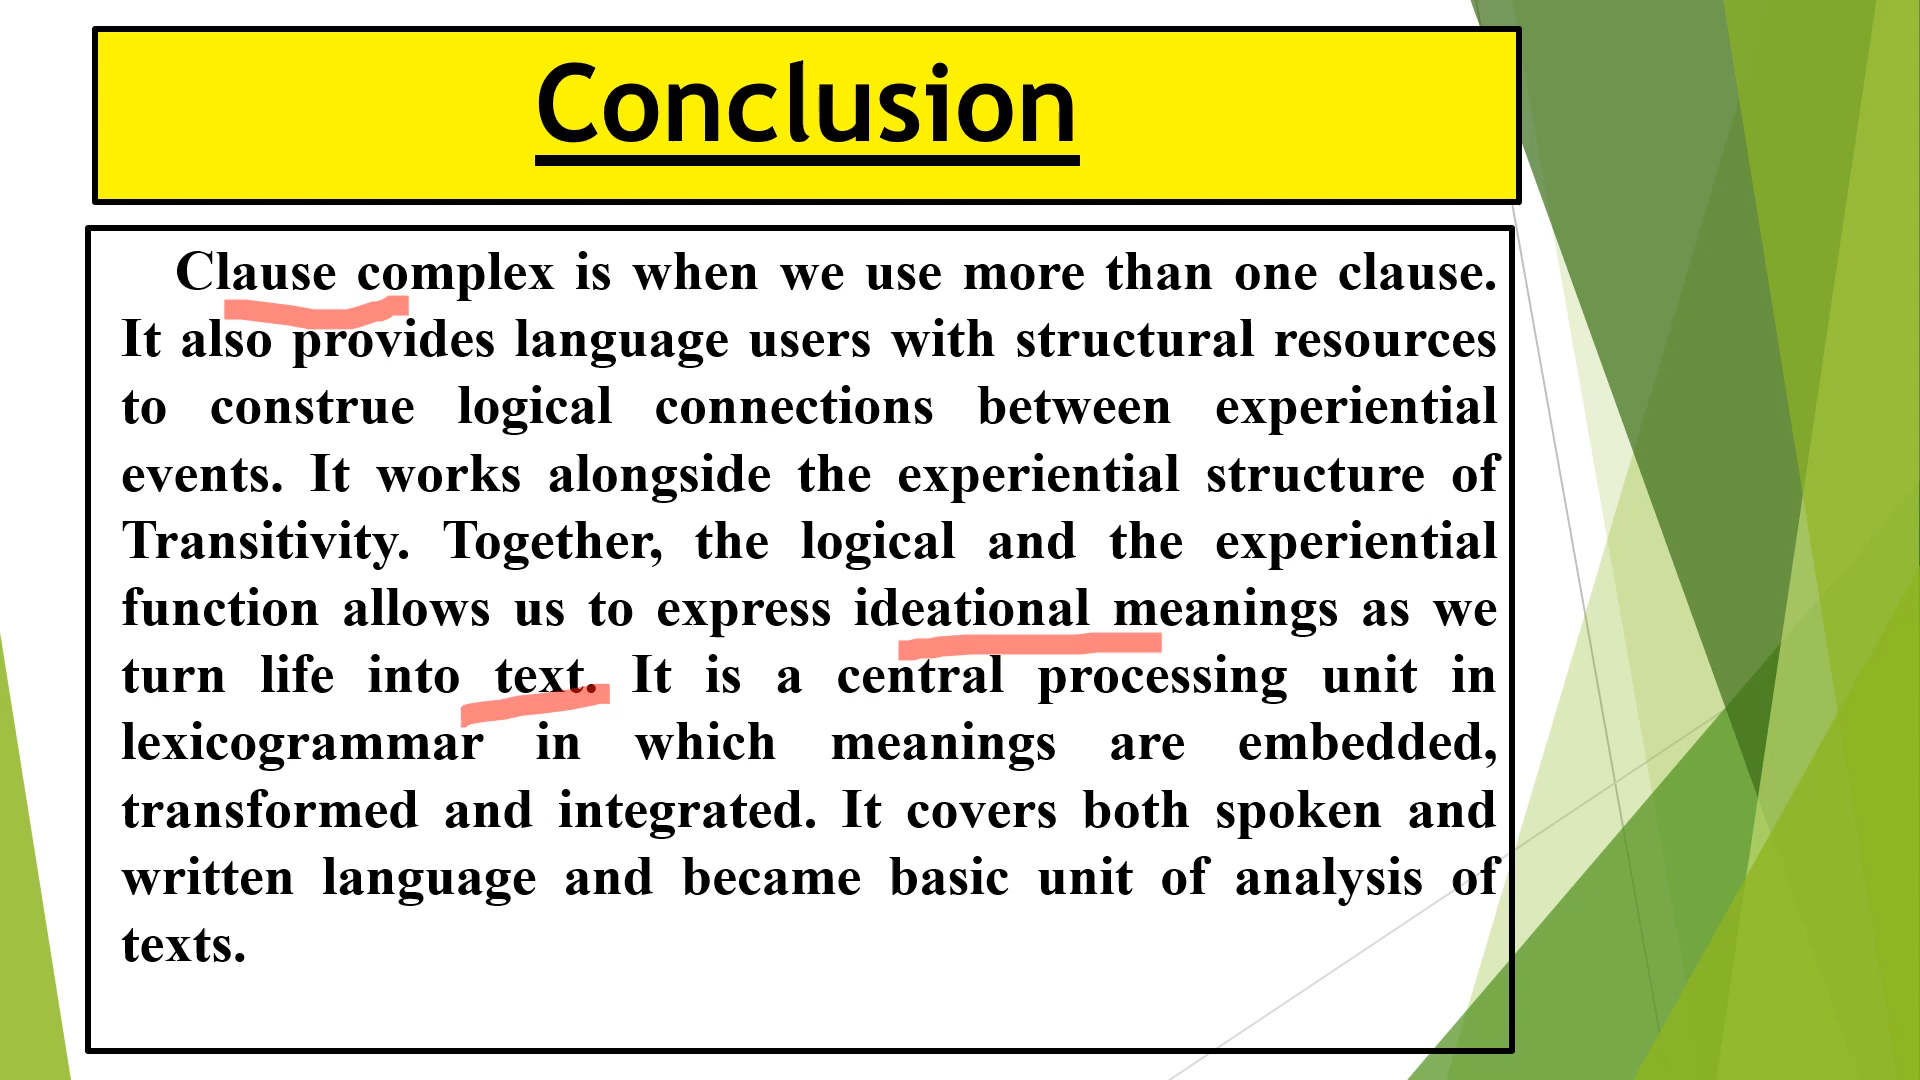 Conclusion
Clause complex is when we use more than one clause.
It also provides language users with structural resources
to construe logical connections between experiential
events. It works alongside the experiential structure of
Transitivity. Together, the logical and the experiential
function allows us to express ideational meanings as we
turn life into text. It is a central processing unit in
lexicogrammar in which meanings are embedded,
transformed and integrated. It covers both spoken and
written language and became basic unit of analysis of
texts.